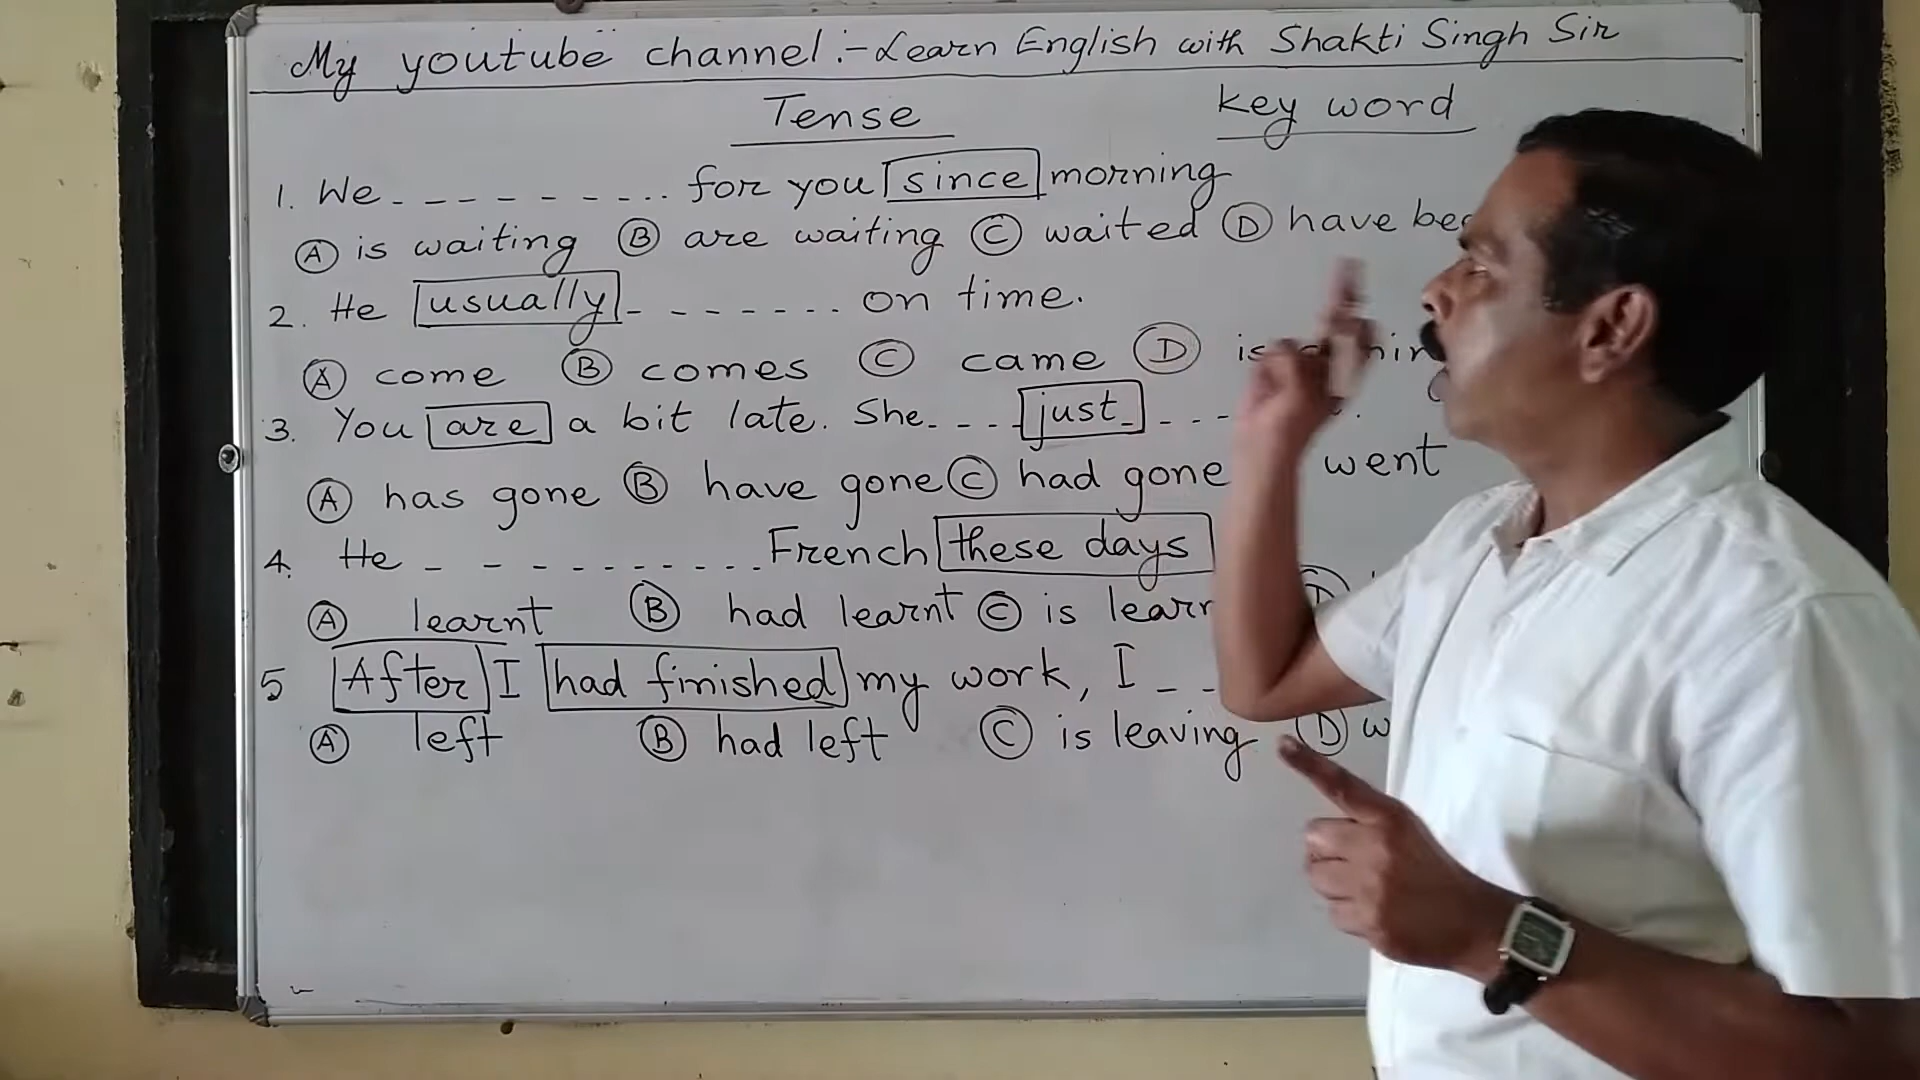 My youtube channel :- Learn English with Shakti Singh Sir
Tense Key word
1. We - - - - - - - - - for you since morning
A is waiting B are waiting C waited D have
2. He usually - - - - - - - on time.
A come B comes C came D is
3. You are a bit late. She - - - just - - - -
A has gone B have gone C had gone went
4. He - - - - - - - - - - French these days
A learnt B had learnt C is D
5 After I had finished my work, I - -
A left B had left C is leaving D